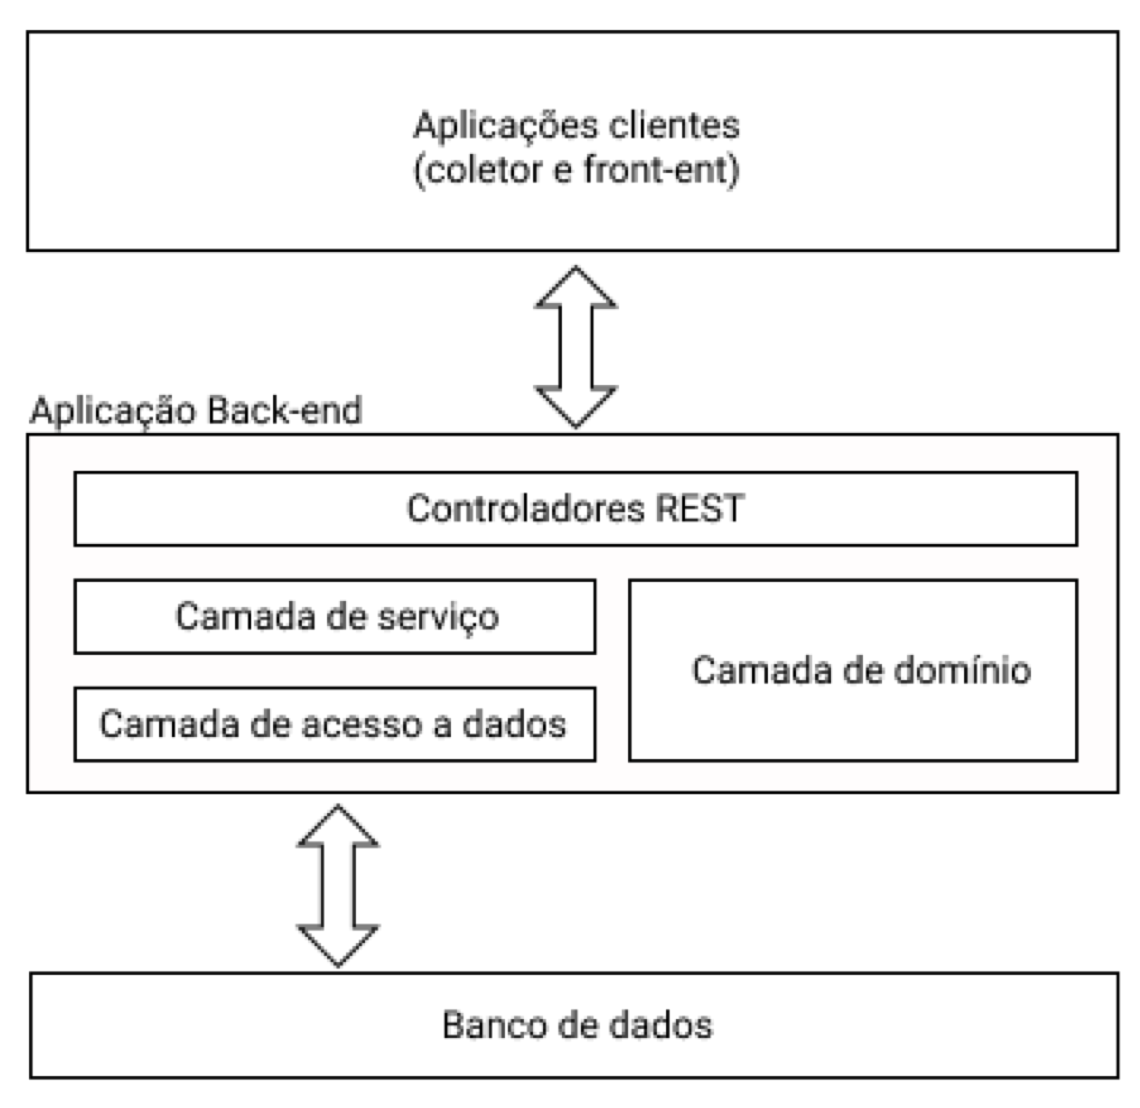 Aplicações clientes
(coletor e front-ent)
Aplicação Back-end
Controladores REST
Camada de serviço
Camada de domínio
Camada de acesso a dados
Banco de dados